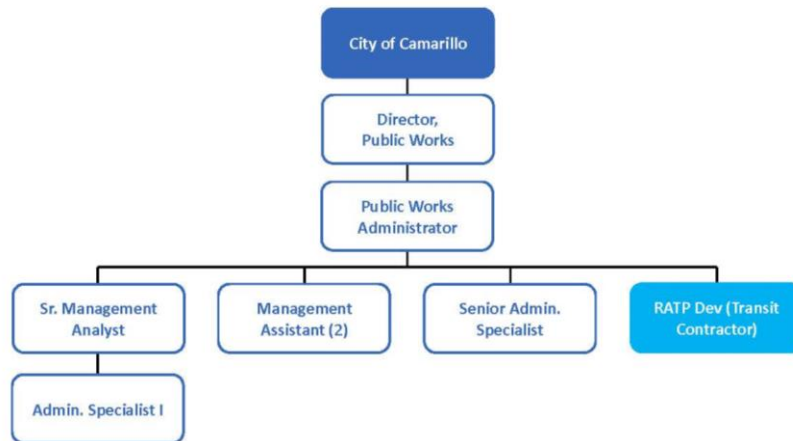 City of Camarillo
Director,
Public Works
Public Works
Administrator
Sr. Management
Analyst
Management
Assistant (2)
Senior Admin.
Specialist
RATP Dev (Transit
Contractor)
Admin. Specialist I